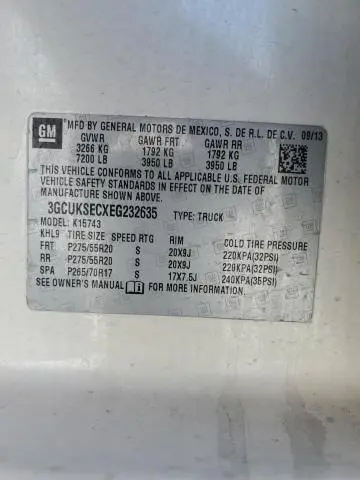 GM
MFD BY GENERAL MOTORS DE MEXICO, S. DE R.L. DE C.V. 09/13
GVWR GAWR FRT GAWR RR
3266 KG 1792 KG 1792 KG
7200 LB 3950 LB 3950 LB
THIS VEHICLE CONFORMS TO ALL APPLICABLE U.S. FEDERAL MOTOR
VEHICLE SAFETY AND THEFT PREVENTION STANDARDS IN EFFECT ON THE DATE OF
MANUFACTURE SHOWN ABOVE.
3GCUKSECXEG232635 TYPE: TRUCK
MODEL: K15743
KHL9 TIRE SIZE SPEED RTG RIM COLD TIRE PRESSURE
FRT P275/55R20 S 20X9J 220KPA(32PSI)
RR P275/55R20 S 20X9J 220KPA(32PSI)
SPA P265/70R17 S 17X7.5J 240KPA(35PSI)
SEE OWNER'S MANUAL FOR MORE INFORMATION